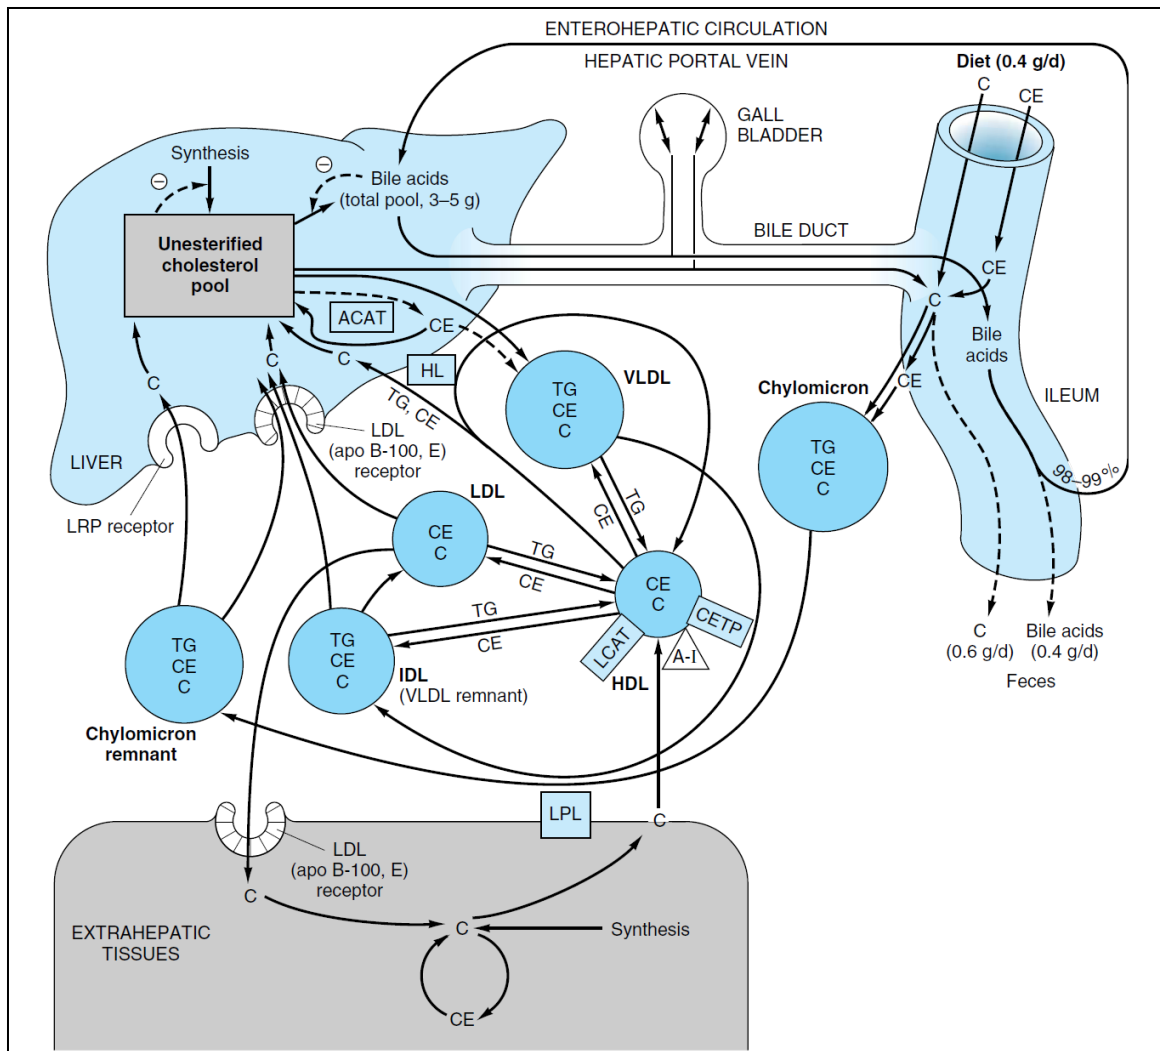 ENTEROHEPATIC CIRCULATION
HEPATIC PORTAL VEIN
Diet (0.4 g/d)
C
CE
GALL
BLADDER
Synthesis
−
−
Bile acids
(total pool, 3–5 g)
Unesterified
cholesterol
pool
BILE DUCT
CE
C
Bile
acids
ACAT
CE
C
HL
TG, CE
VLDL
TG
CE
C
Chylomicron
CE
ILEUM
TG
CE
C
98–99%
C
C
LDL
(apo B-100, E)
receptor
LIVER
LRP receptor
LDL
CE
C
TG
CE
TG
CE
TG
CE
CE
C
LCAT
CETP
A-I
HDL
C
(0.6 g/d)
Bile acids
(0.4 g/d)
Feces
TG
CE
C
Chylomicron
remnant
TG
CE
C
IDL
(VLDL remnant)
LPL
C
LDL
(apo B-100, E)
receptor
C
EXTRAHEPATIC
TISSUES
C
Synthesis
CE